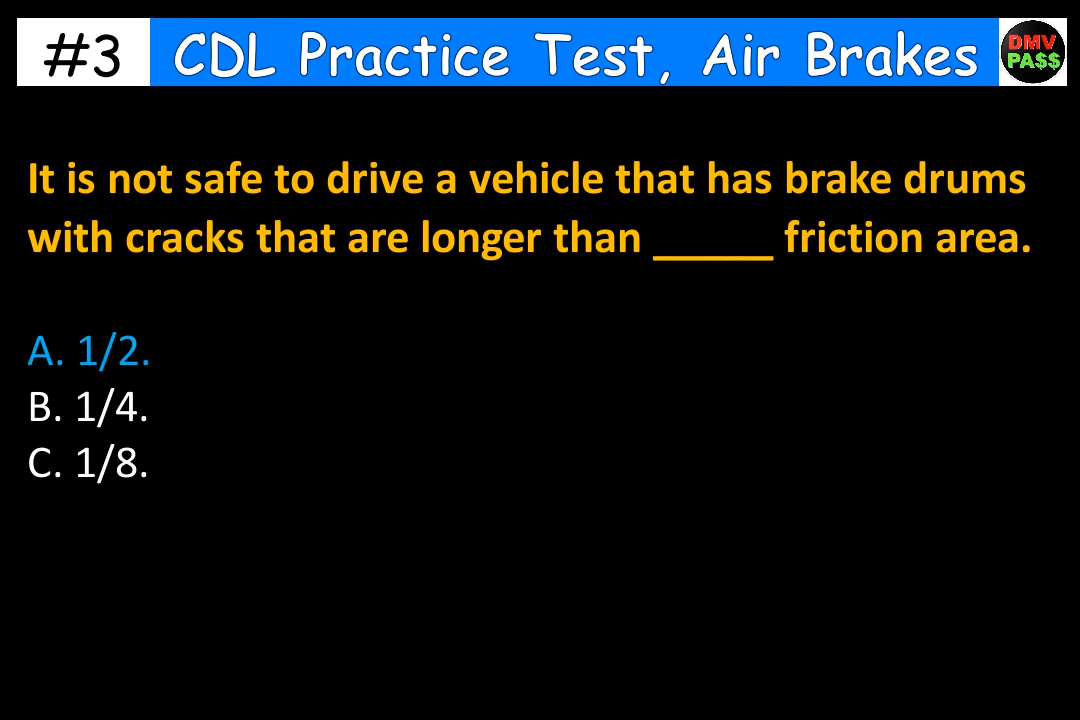 #3 CDL Practice Test, Air Brakes
DMV
PA$$
It is not safe to drive a vehicle that has brake drums
with cracks that are longer than _____ friction area.
A. 1/2.
B. 1/4.
C. 1/8.